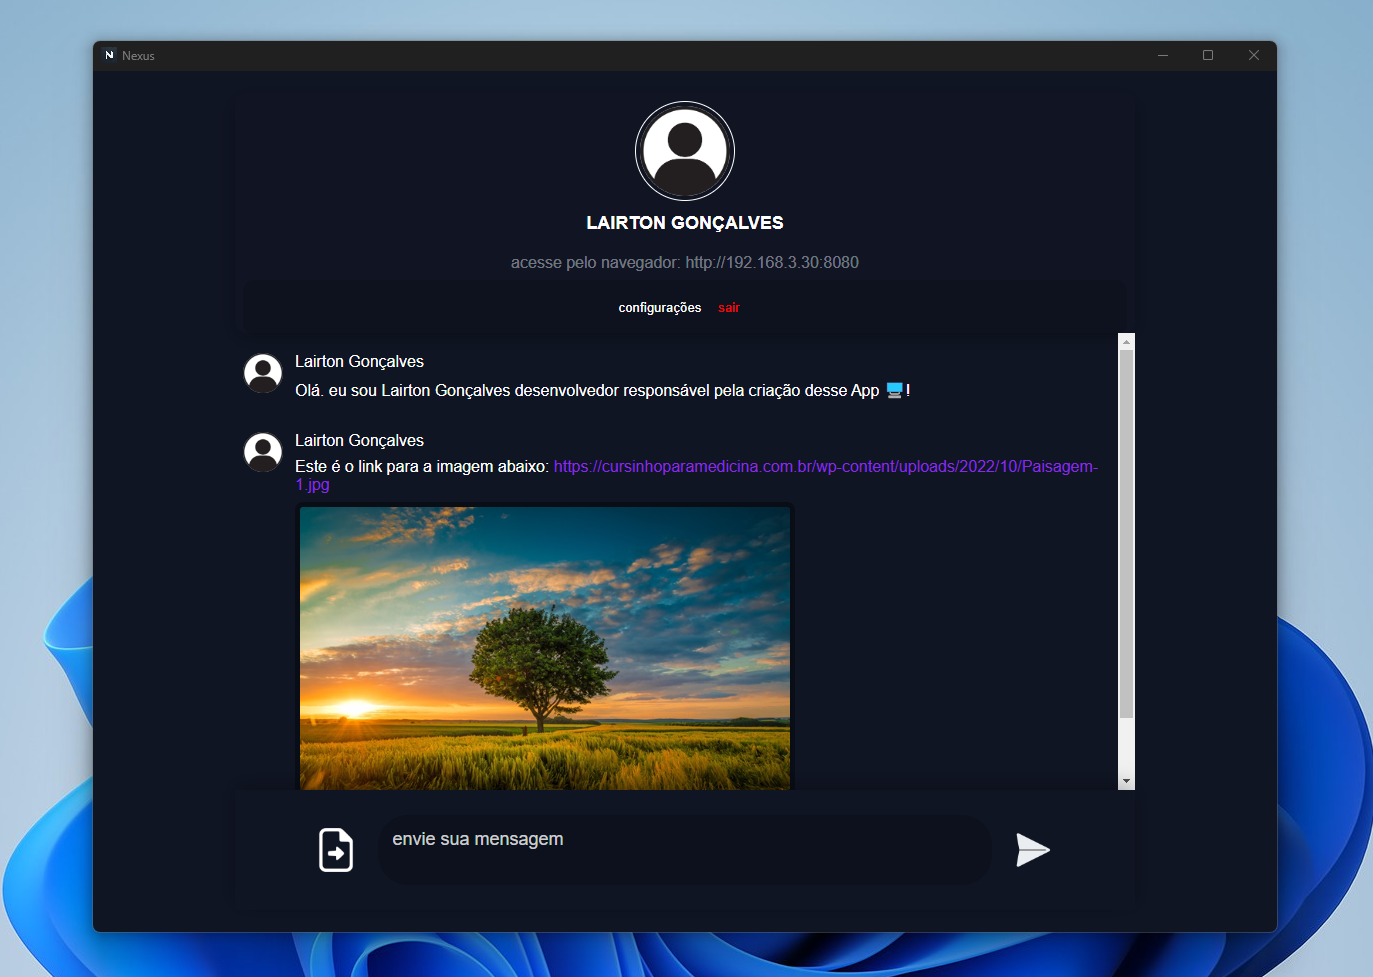 Nexus
LAIRTON GONÇALVES
acesse pelo navegador: http://192.168.3.30:8080
configurações sair
Lairton Gonçalves
Olá. eu sou Lairton Gonçalves desenvolvedor responsável pela criação desse App 🖥️!
Lairton Gonçalves
Este é o link para a imagem abaixo: https://cursinhoparamedicina.com.br/wp-content/uploads/2022/10/Paisagem-
1.jpg
envie sua mensagem